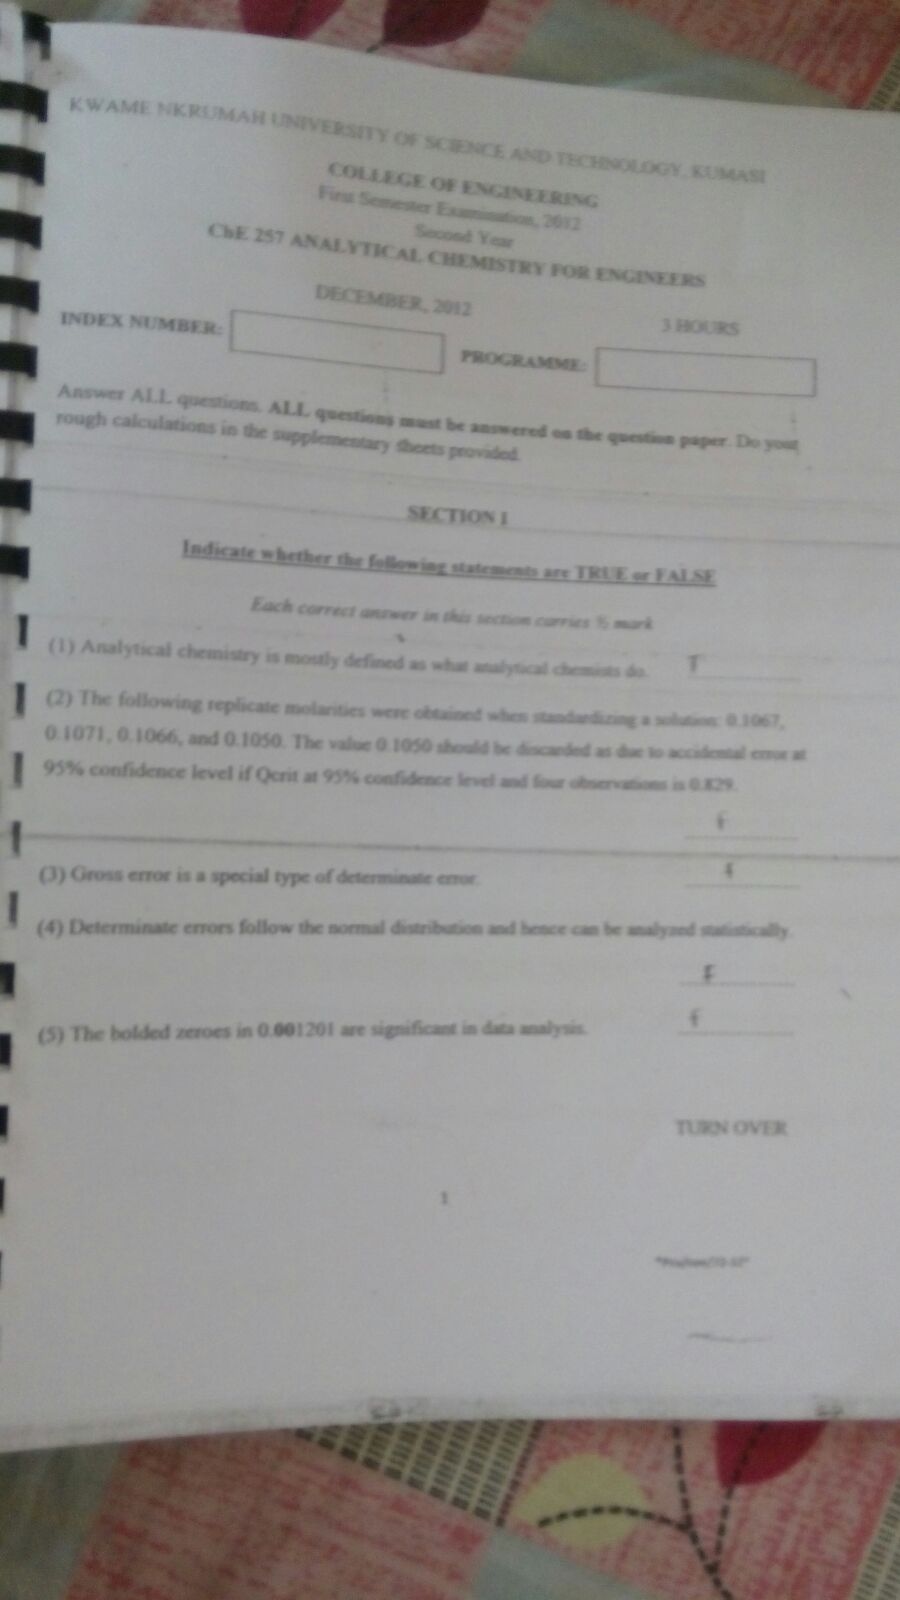 KWAME NKRUMAH UNIVERSITY OF SCIENCE AND TECHNOLOGY, KUMASI
COLLEGE OF ENGINEERING
First Semester Examination, 2012
Second Year
ChE 257 ANALYTICAL CHEMISTRY FOR ENGINEERS
DECEMBER, 2012 3 HOURS
INDEX NUMBER: PROGRAMME:
Answer ALL questions. ALL questions must be answered on the question paper. Do your
rough calculations in the supplementary sheets provided.
SECTION I
Indicate whether the following statements are TRUE or FALSE
Each correct answer in this section carries ½ mark
(1) Analytical chemistry is mostly defined as what analytical chemists do. T
(2) The following replicate molarities were obtained when standardizing a solution: 0.1067,
0.1071, 0.1066, and 0.1050. The value 0.1050 should be discarded as due to accidental error at
95% confidence level if Qcrit at 95% confidence level and four observations is 0.829.
F
(3) Gross error is a special type of determinate error. F
(4) Determinate errors follow the normal distribution and hence can be analyzed statistically.
F
(5) The bolded zeroes in 0.001201 are significant in data analysis. F
TURN OVER
1